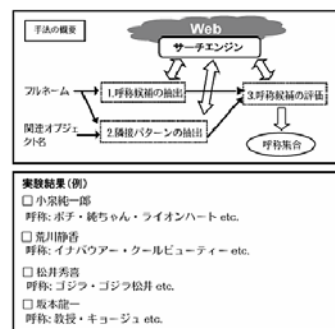 手法の概要
Web
サーチエンジン
フルネーム
1.呼称候補の抽出
3.呼称候補の評価
関連オブジェ
クト名
2.隣接パターンの抽出
呼称集合
実験結果(例)
□ 小泉純一郎
呼称: ポチ・純ちゃん・ライオンハート etc.
□ 荒川静香
呼称: イナバウアー・クールビューティー etc.
□ 松井秀喜
呼称: ゴジラ・ゴジラ松井 etc.
□ 坂本龍一
呼称: 教授・キョージュ etc.